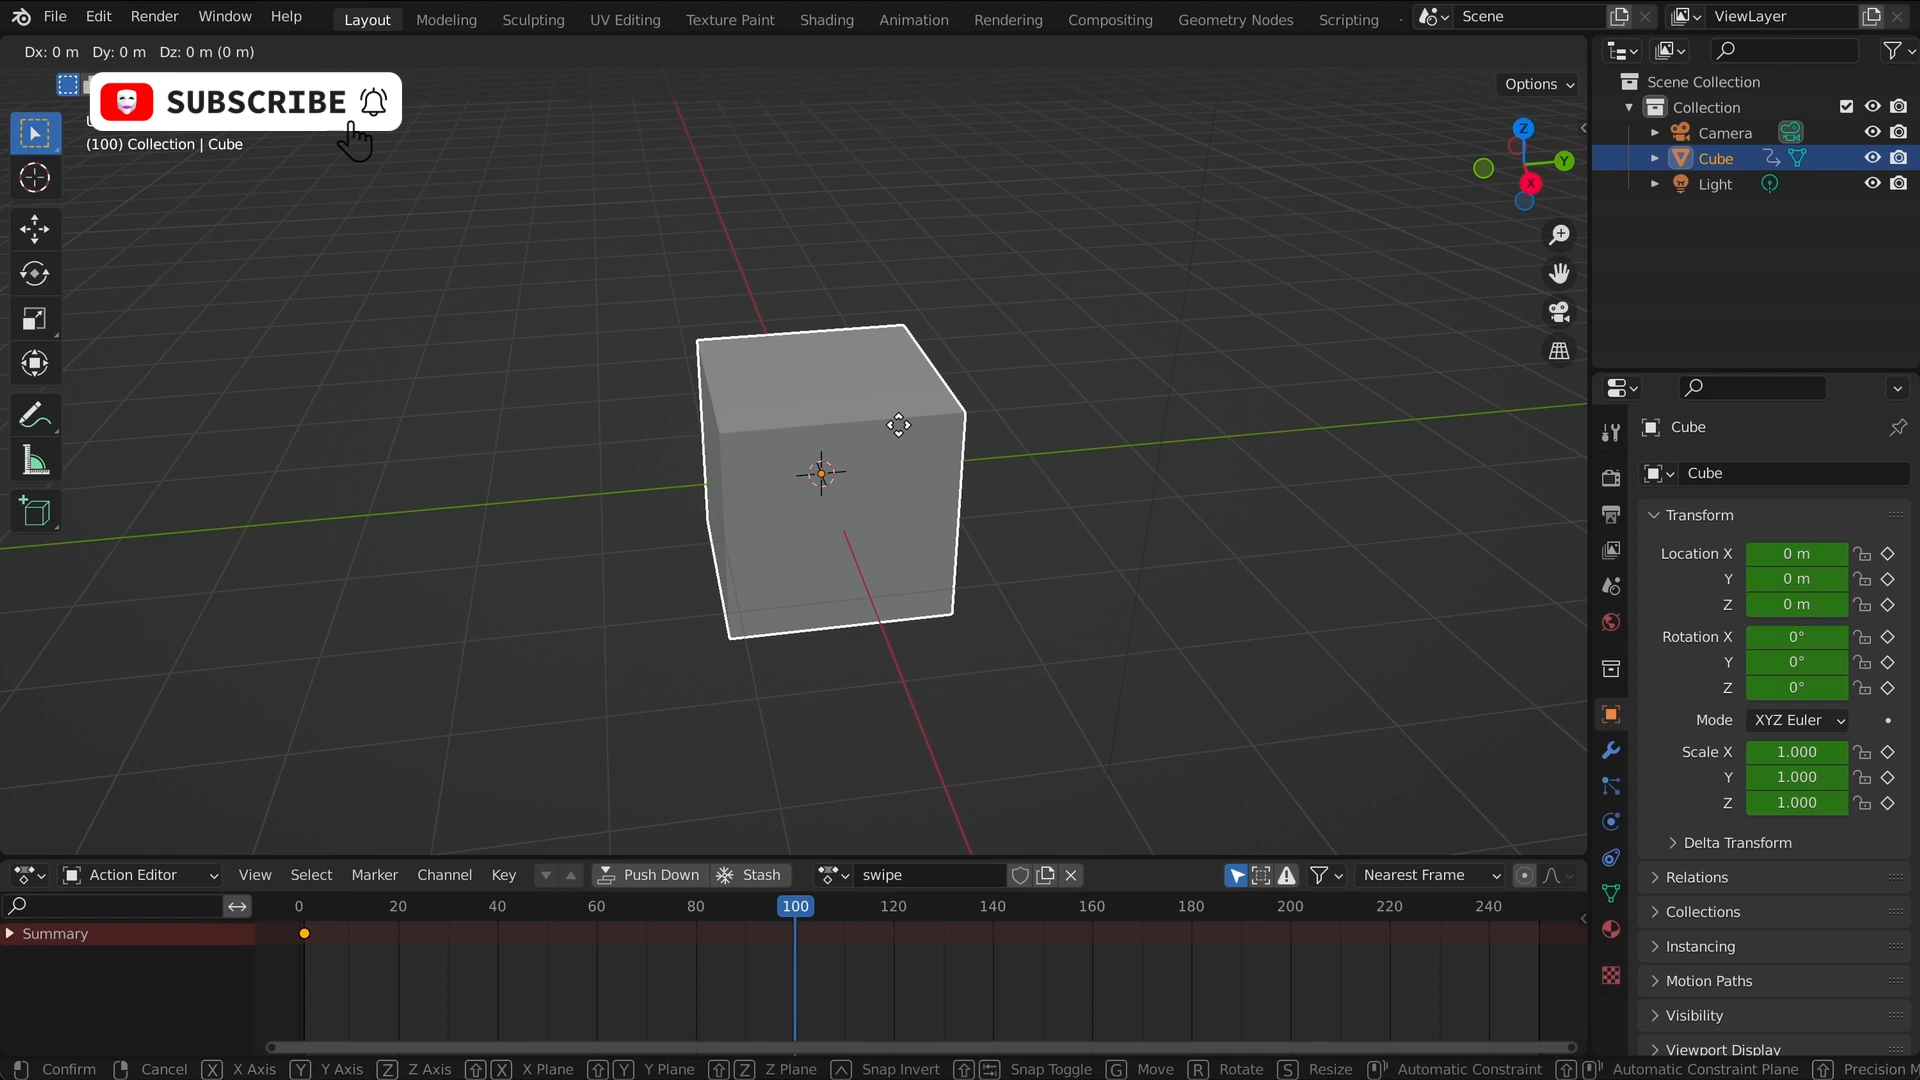 File Edit Render Window Help Layout Modeling Sculpting UV Editing Texture Paint Shading Animation Rendering Compositing Geometry Nodes Scripting Scene ViewLayer
Dx: 0 m Dy: 0 m Dz: 0 m (0 m)
SUBSCRIBE
Options
(100) Collection | Cube
Z
Y
X
Scene Collection
Collection
Camera
Cube
Light
Cube
Cube
Transform
Location X 0 m
Y 0 m
Z 0 m
Rotation X 0°
Y 0°
Z 0°
Mode XYZ Euler
Scale X 1.000
Y 1.000
Z 1.000
Delta Transform
Relations
Collections
Instancing
Motion Paths
Visibility
Viewport Display
Action Editor View Select Marker Channel Key Push Down Stash swipe Nearest Frame
0 20 40 60 80 100 120 140 160 180 200 220 240
Summary
Confirm Cancel X X Axis Y Y Axis Z Z Axis X X Plane Y Y Plane Z Z Plane Snap Invert Snap Toggle G Move R Rotate S Resize Automatic Constraint Automatic Constraint Plane Precision M